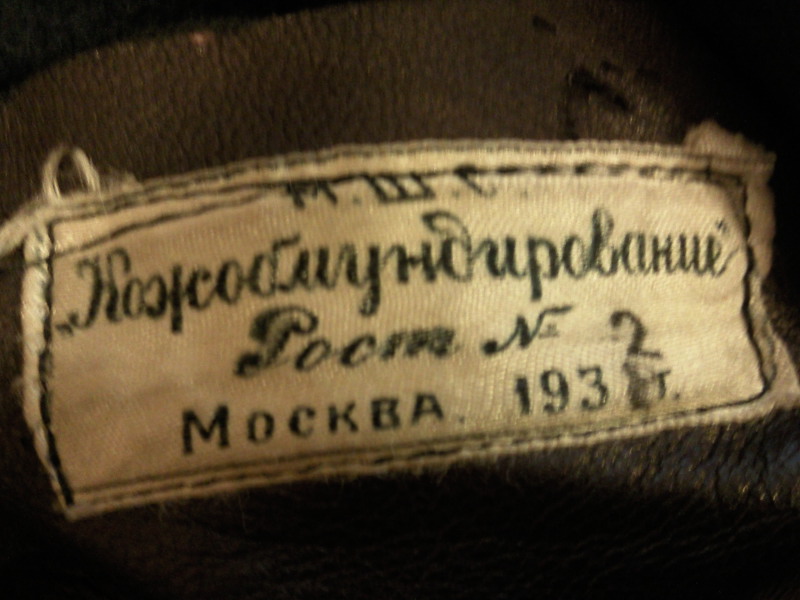 М.Ш.С.
„Кожобмундирование"
Рост № 2
МОСКВА. 193 г.